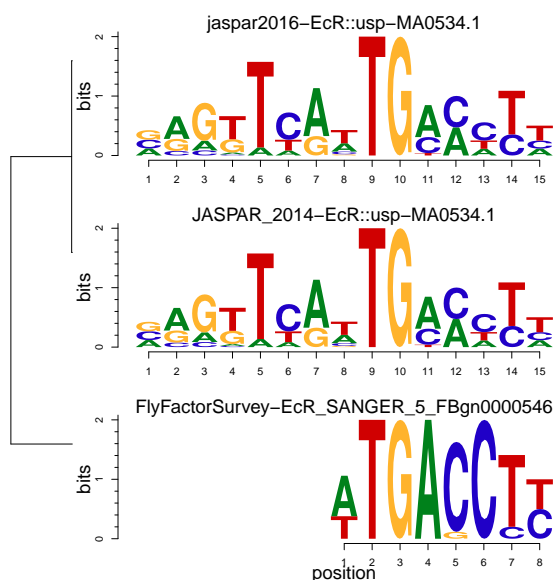 jaspar2016-EcR::usp-MA0534.1
bits
0 1 2
1 2 3 4 5 6 7 8 9 10 11 12 13 14 15
JASPAR_2014-EcR::usp-MA0534.1
bits
0 1 2
1 2 3 4 5 6 7 8 9 10 11 12 13 14 15
FlyFactorSurvey-EcR_SANGER_5_FBgn0000546
bits
0 1 2
ATGACCTT
T G CC
1 2 3 4 5 6 7 8
position